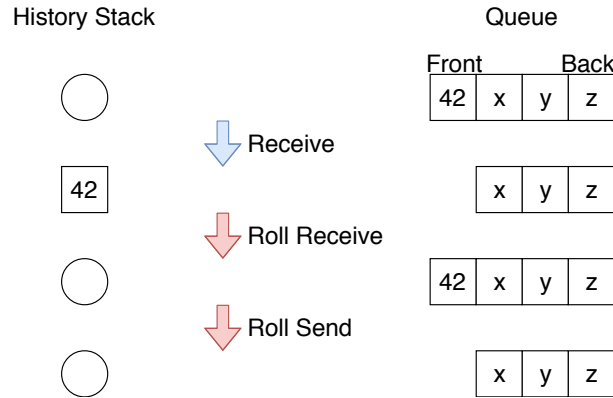 History Stack Queue
Front Back
42 x y z
Receive
42 x y z
Roll Receive
42 x y z
Roll Send
x y z